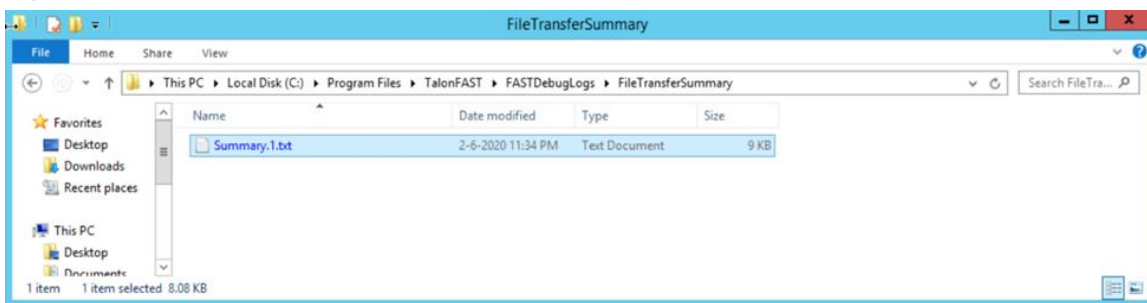 FileTransferSummary
File Home Share View
This PC Local Disk (C:) Program Files TalonFAST FASTDebugLogs FileTransferSummary Search FileTra...
Name Date modified Type Size
Favorites
Summary.1.txt 2-6-2020 11:34 PM Text Document 9 KB
Desktop
Downloads
Recent places
This PC
Desktop
Documents
1 item 1 item selected 8.08 KB